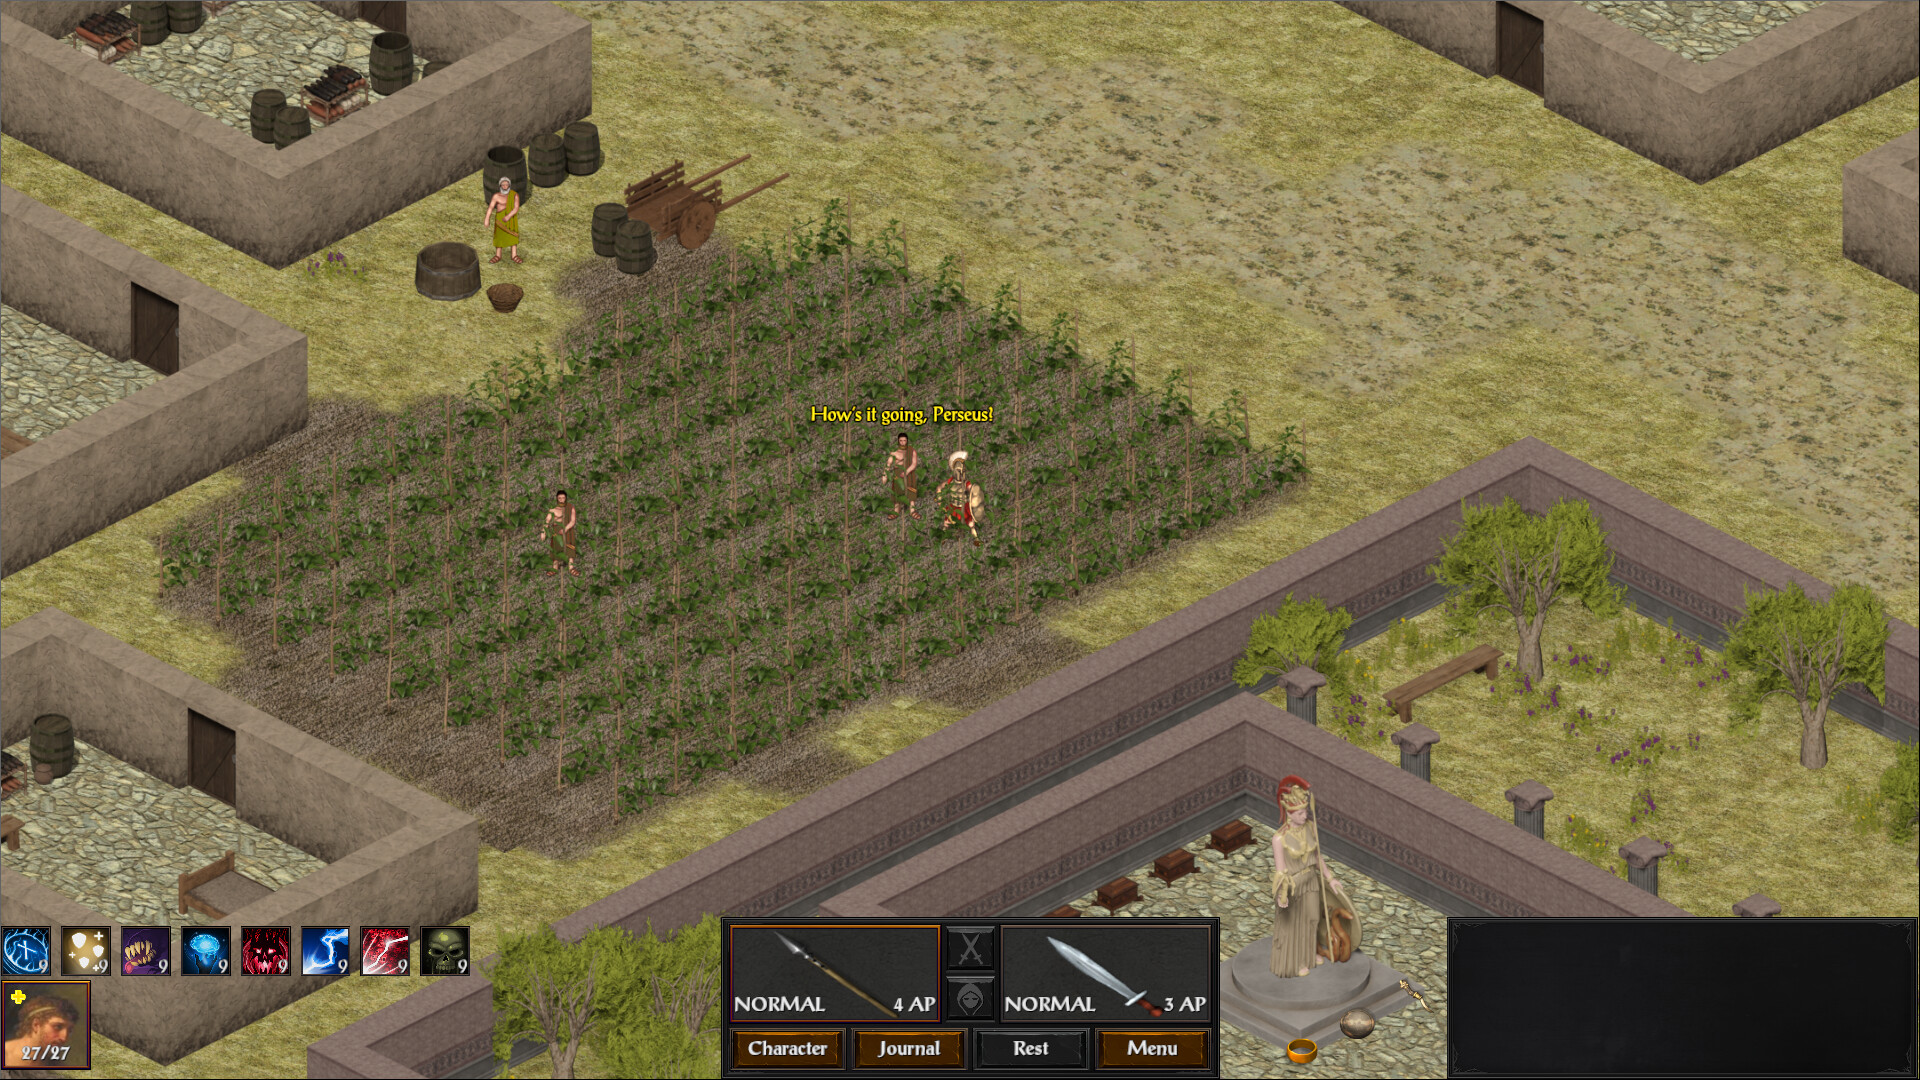 How's it going, Perseus!
9 9 9 9 9 9 9 9
27/27
NORMAL 4 AP
NORMAL 3 AP
Character Journal Rest Menu